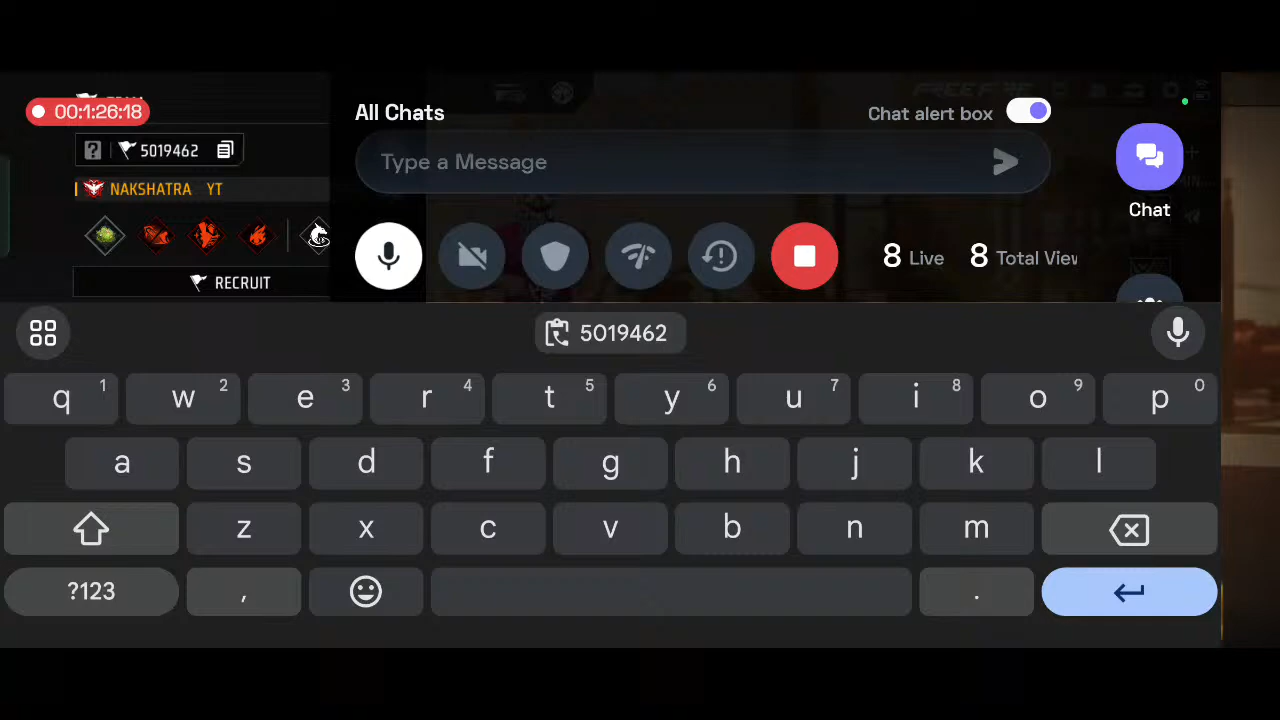 00:1:26:18
All Chats
Chat alert box
5019462
Type a Message
NAKSHATRA YT
Chat
8 Live
8 Total View
RECRUIT
5019462
q 1 w 2 e 3 r 4 t 5 y 6 u 7 i 8 o 9 p 0
a s d f g h j k l
z x c v b n m
?123 , .